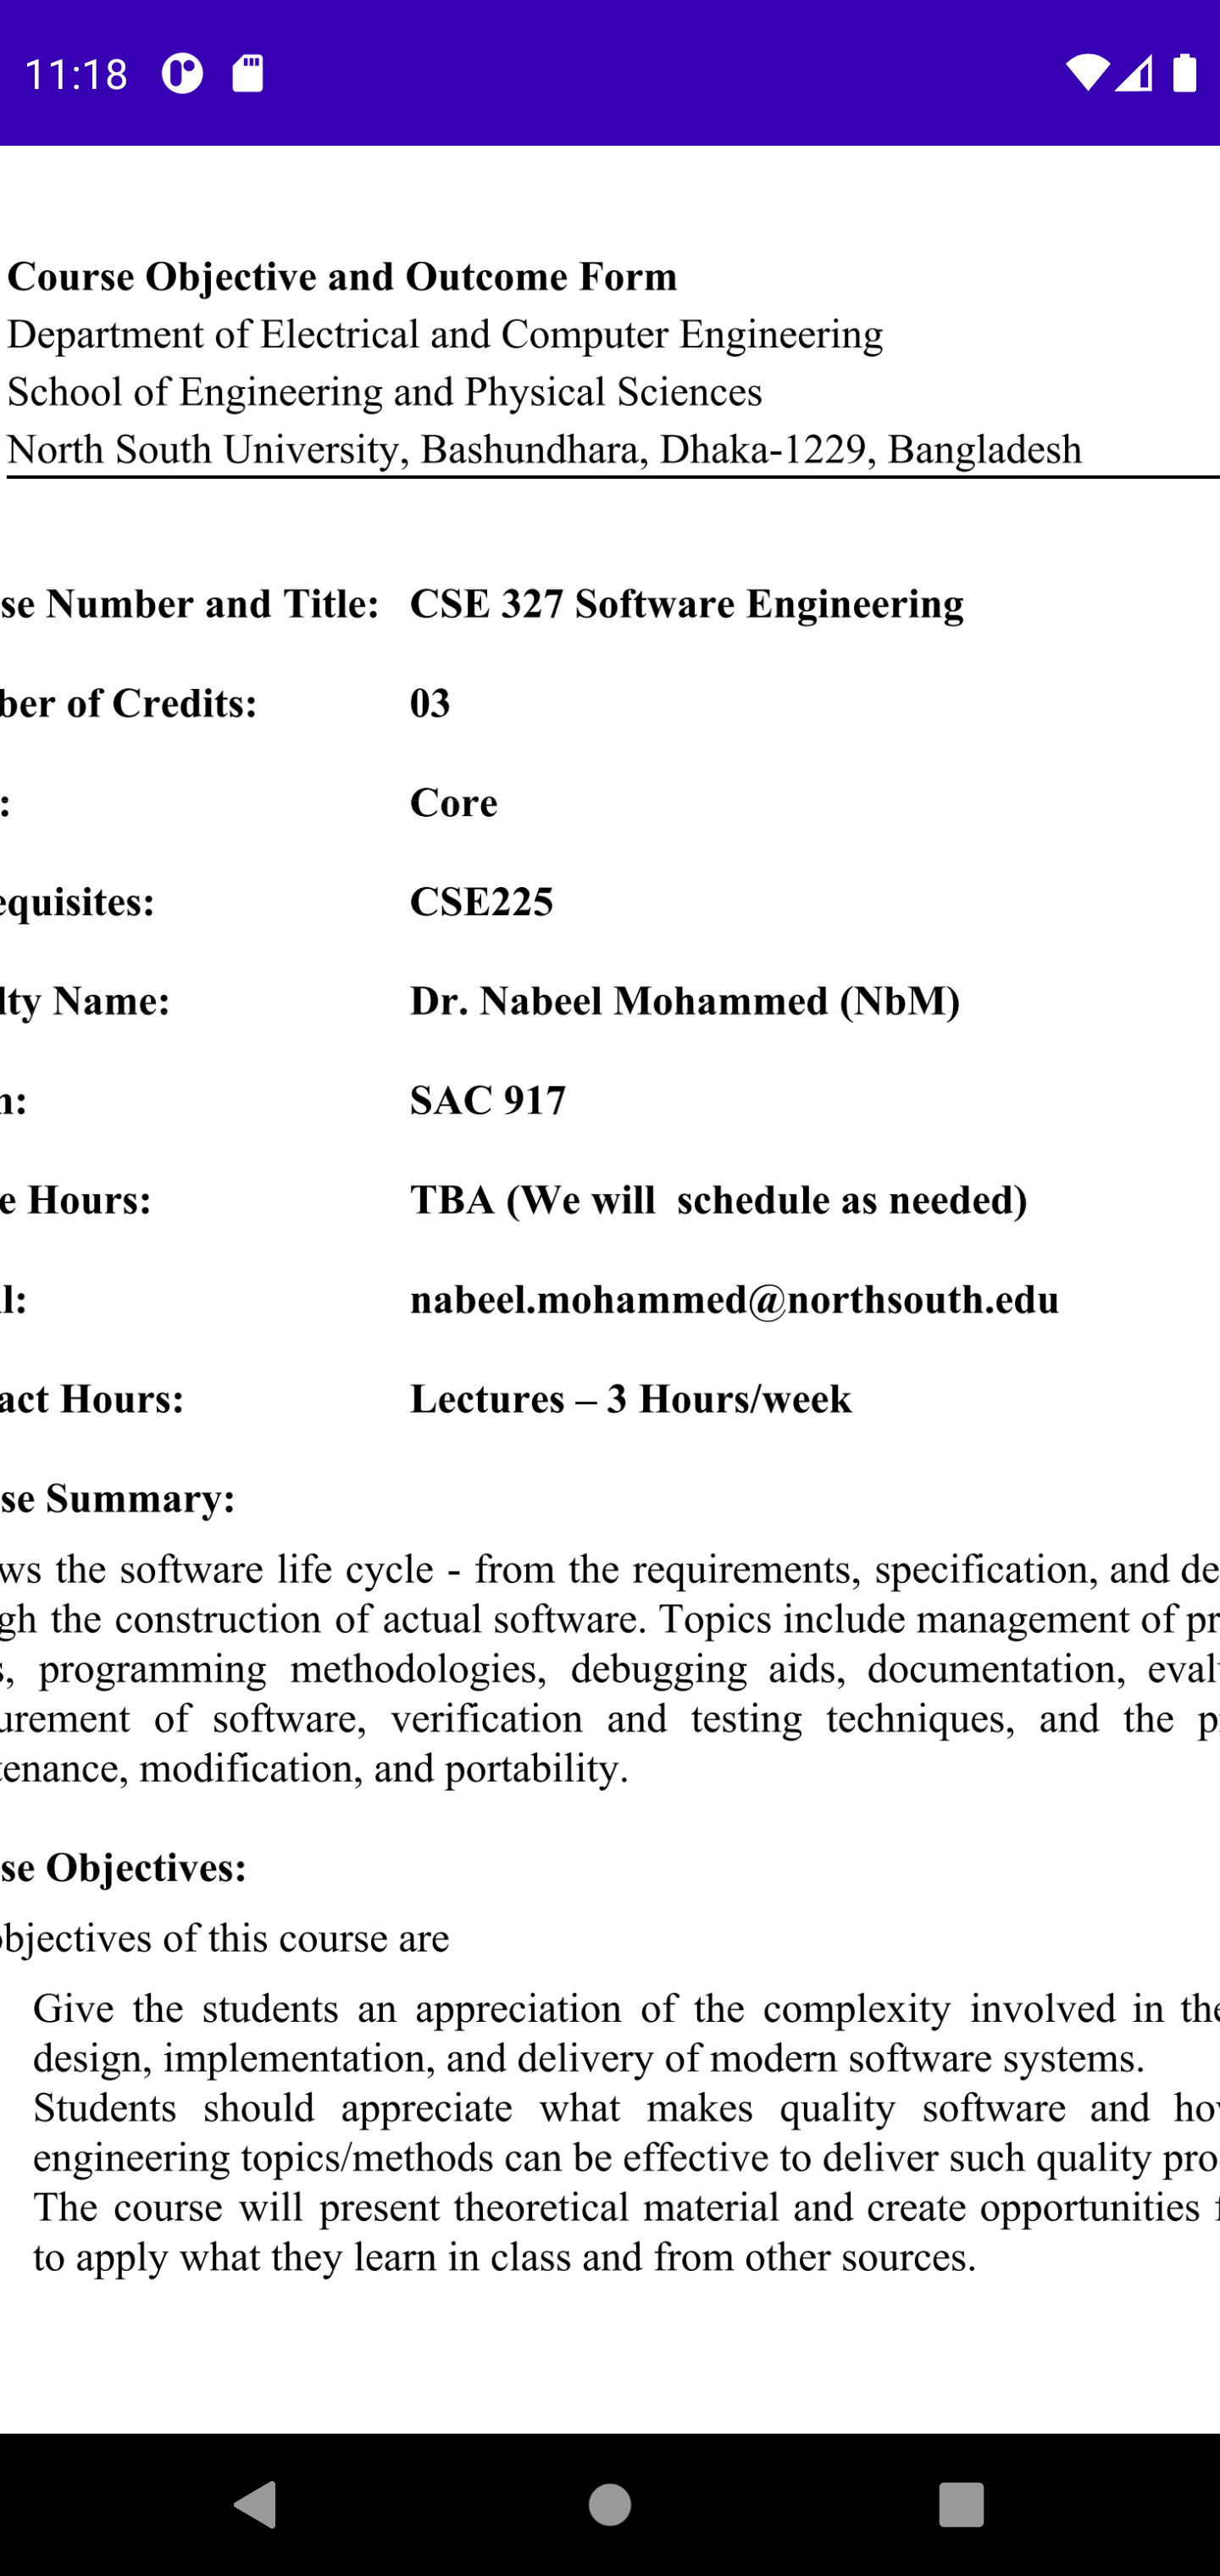 11:18
Course Objective and Outcome Form
Department of Electrical and Computer Engineering
School of Engineering and Physical Sciences
North South University, Bashundhara, Dhaka-1229, Bangladesh
se Number and Title: CSE 327 Software Engineering
ber of Credits: 03
: Core
equisites: CSE225
lty Name: Dr. Nabeel Mohammed (NbM)
n: SAC 917
e Hours: TBA (We will schedule as needed)
l: nabeel.mohammed@northsouth.edu
act Hours: Lectures – 3 Hours/week
se Summary:
ws the software life cycle - from the requirements, specification, and de
gh the construction of actual software. Topics include management of pr
s, programming methodologies, debugging aids, documentation, eval
urement of software, verification and testing techniques, and the p
tenance, modification, and portability.
se Objectives:
objectives of this course are
Give the students an appreciation of the complexity involved in the
design, implementation, and delivery of modern software systems.
Students should appreciate what makes quality software and how
engineering topics/methods can be effective to deliver such quality pro
The course will present theoretical material and create opportunities f
to apply what they learn in class and from other sources.